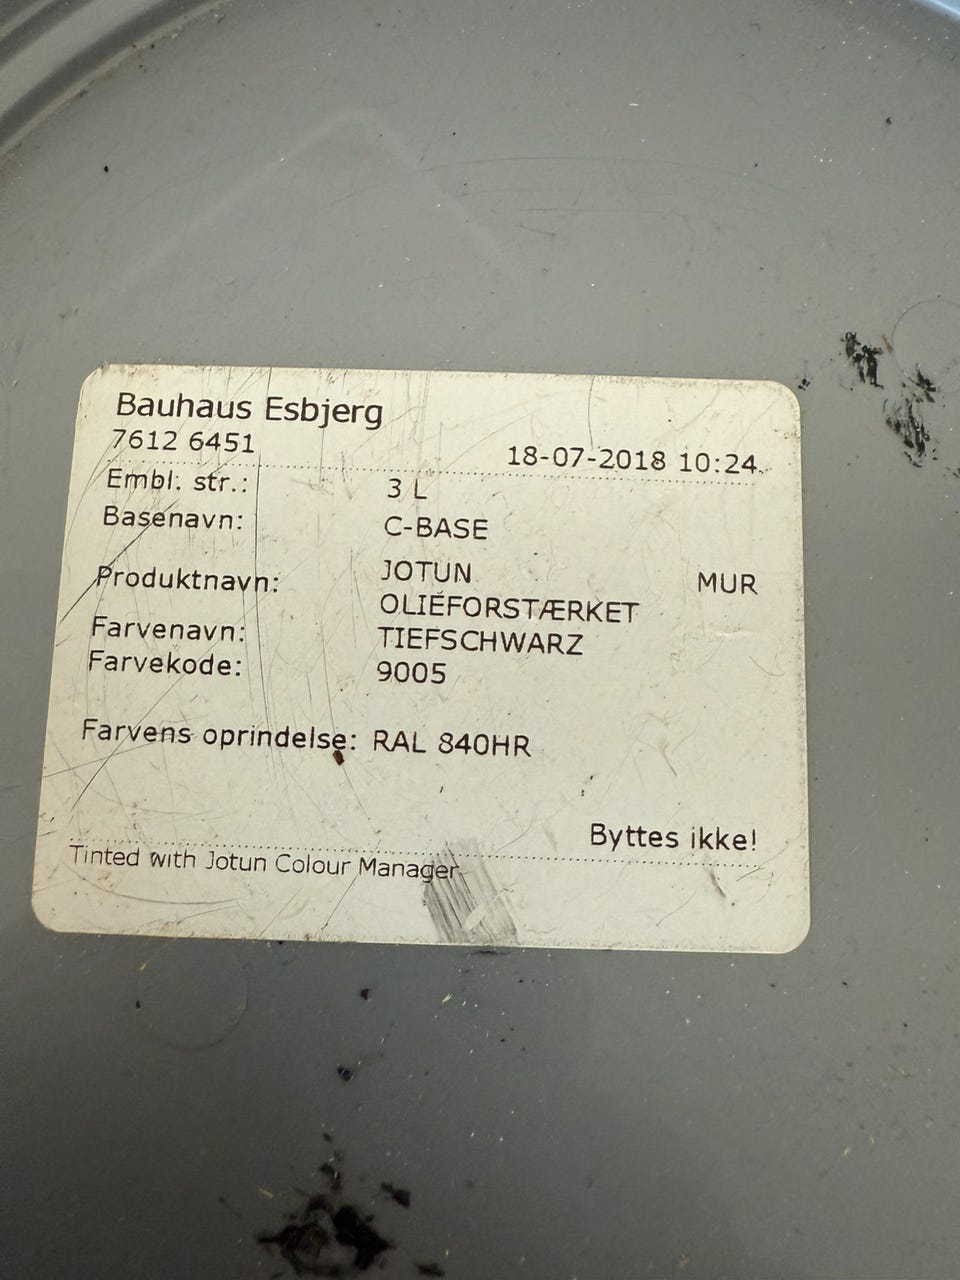 Bauhaus Esbjerg
7612 6451 18-07-2018 10:24
Embl. str.: 3 L
Basenavn: C-BASE
Produktnavn: JOTUN MUR
OLIEFORSTÆRKET
Farvenavn: TIEFSCHWARZ
Farvekode: 9005
Farvens oprindelse: RAL 840HR
Byttes ikke!
Tinted with Jotun Colour Manager